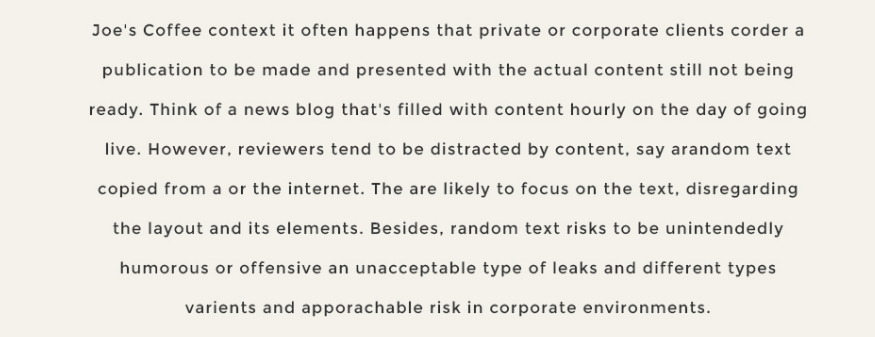 Joe's Coffee context it often happens that private or corporate clients corder a
publication to be made and presented with the actual content still not being
ready. Think of a news blog that's filled with content hourly on the day of going
live. However, reviewers tend to be distracted by content, say arandom text
copied from a or the internet. The are likely to focus on the text, disregarding
the layout and its elements. Besides, random text risks to be unintendedly
humorous or offensive an unacceptable type of leaks and different types
varients and apporachable risk in corporate environments.